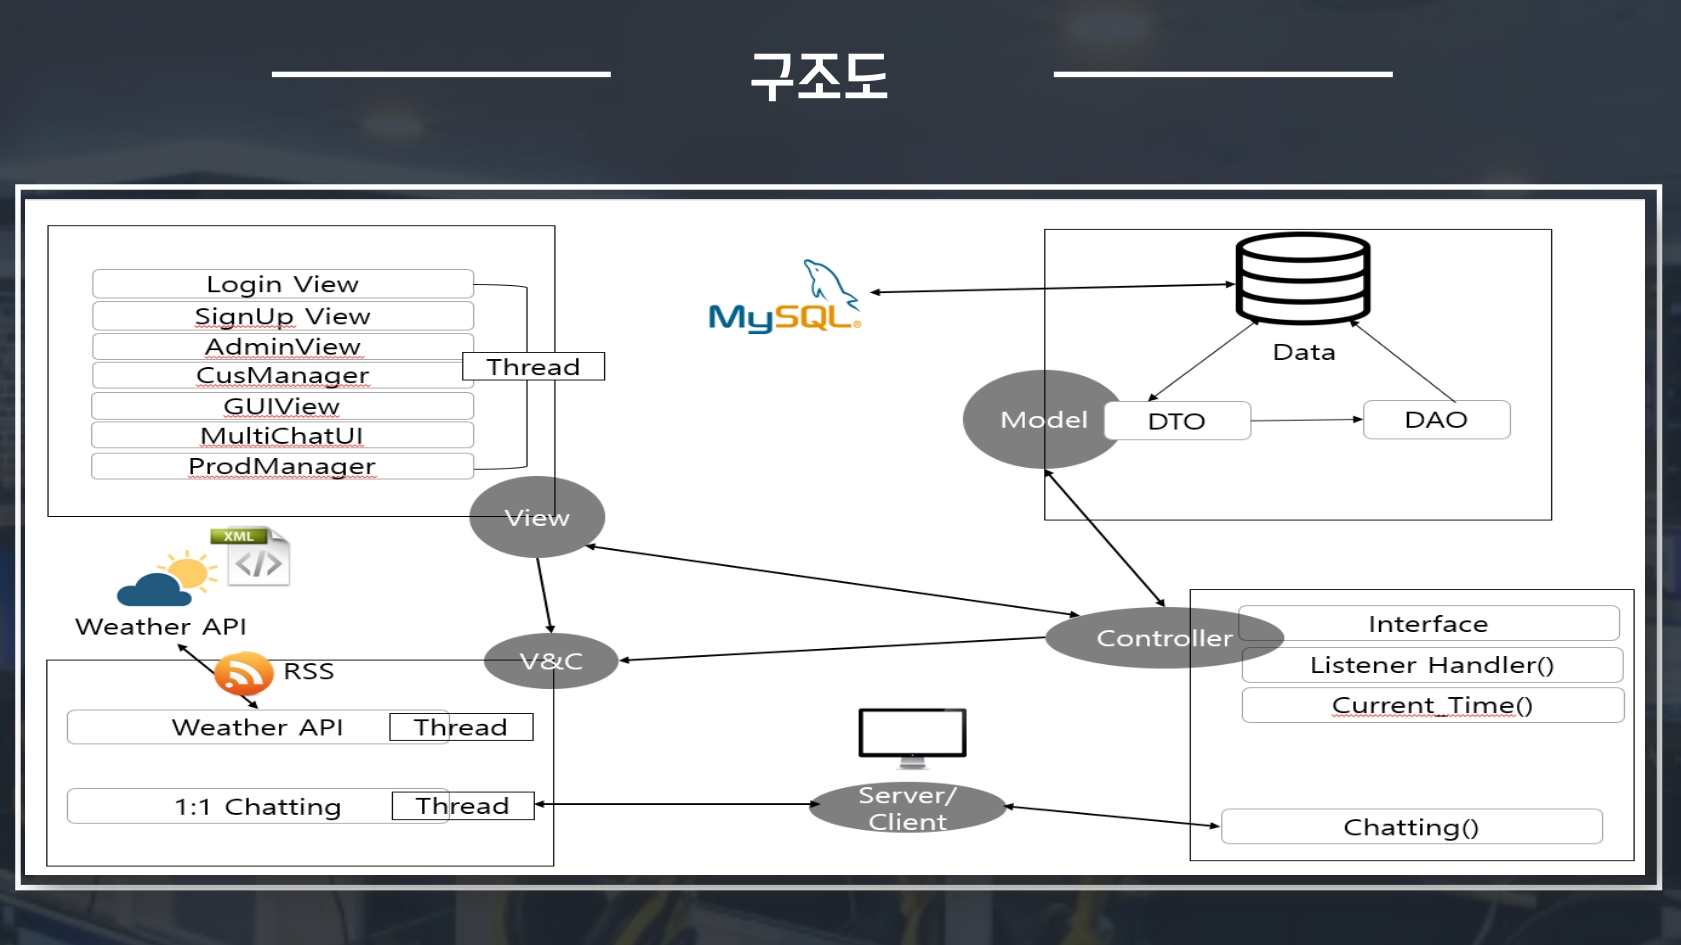 구조도
Login View
SignUp View
AdminView
CusManager
GUIView
MultiChatUI
ProdManager
Thread
View
MySQL®
Data
Model
DTO
DAO
XML
</>
Weather API
RSS
V&C
Weather API
Thread
1:1 Chatting
Thread
Server/
Client
Controller
Interface
Listener Handler()
Current_Time()
Chatting()